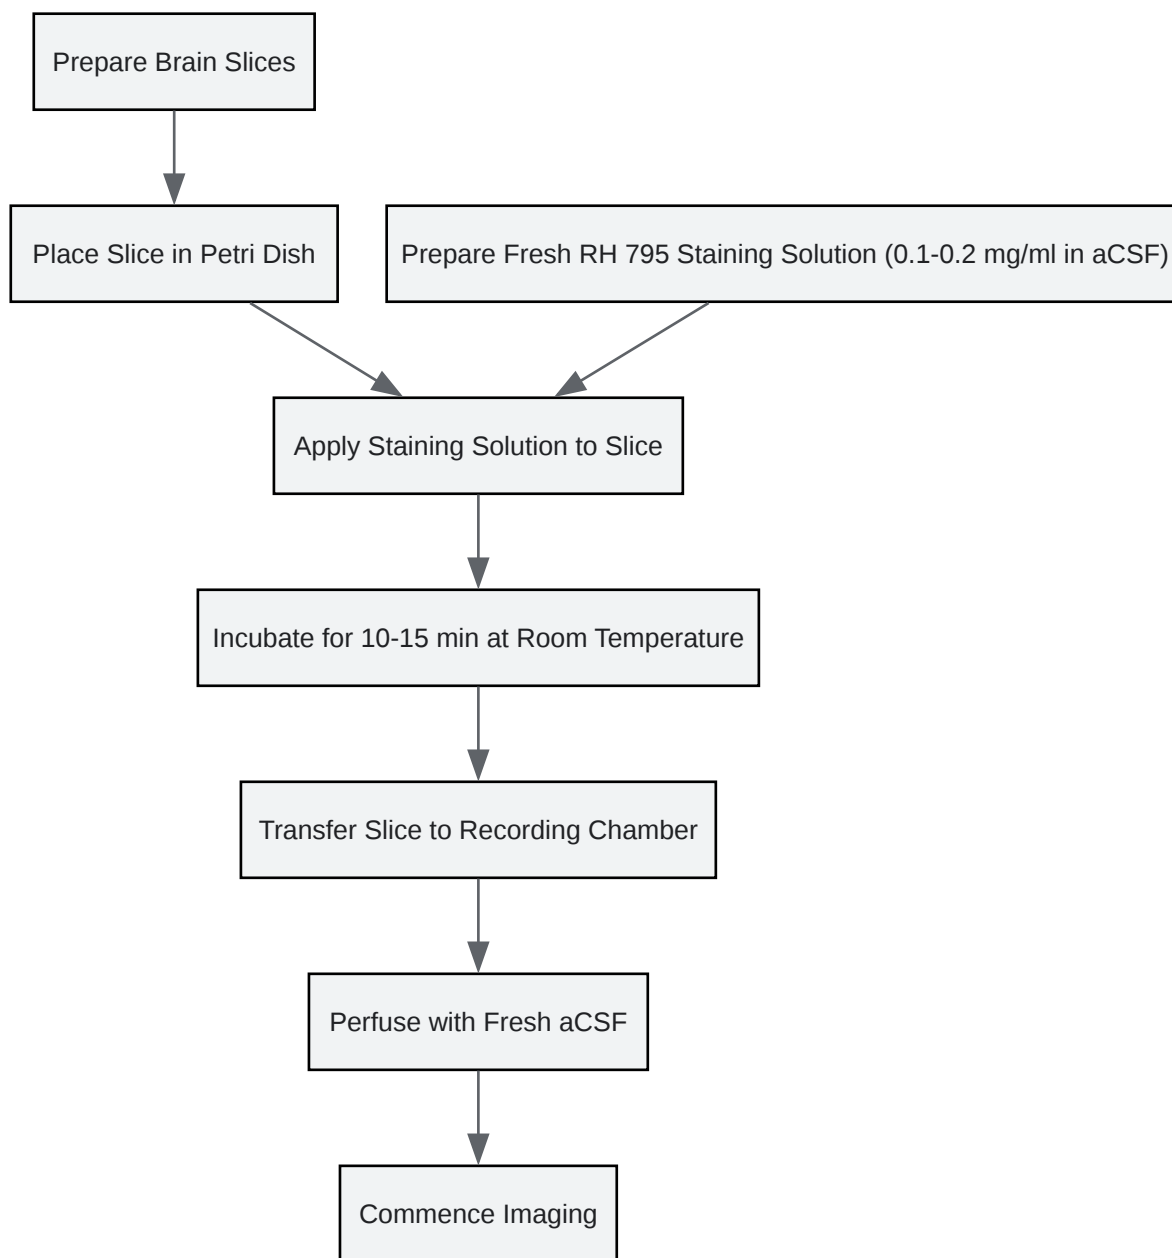 Prepare Brain Slices
Place Slice in Petri Dish
Prepare Fresh RH 795 Staining Solution (0.1-0.2 mg/ml in aCSF)
Apply Staining Solution to Slice
Incubate for 10-15 min at Room Temperature
Transfer Slice to Recording Chamber
Perfuse with Fresh aCSF
Commence Imaging